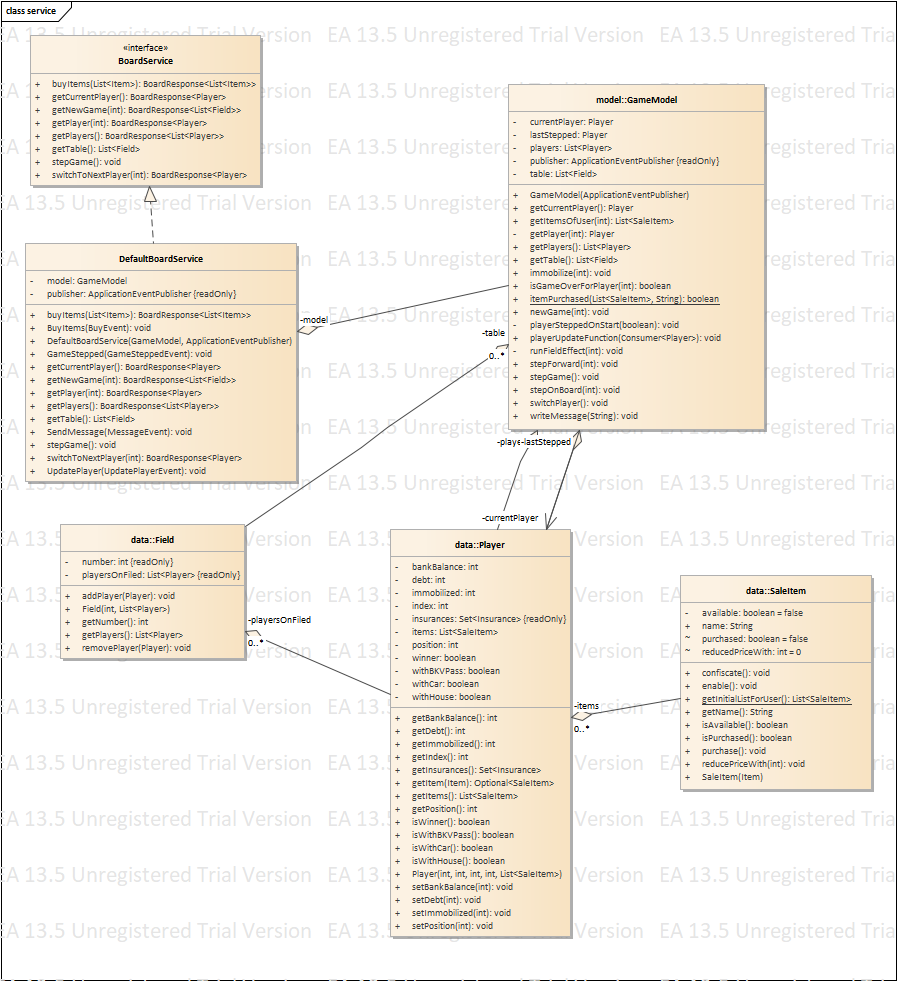 class service
EA 13.5 Unregistered Trial Version
«interface»
BoardService
+ buyItems(List<Item>): BoardResponse<List<Item>>
+ getCurrentPlayer(): BoardResponse<Player>
+ getNewGame(int): BoardResponse<List<Field>>
+ getPlayer(int): BoardResponse<Player>
+ getPlayers(): BoardResponse<List<Player>>
+ getTable(): List<Field>
+ stepGame(): void
+ switchToNextPlayer(int): BoardResponse<Player>
model::GameModel
- currentPlayer: Player
- lastStepped: Player
- players: List<Player>
- publisher: ApplicationEventPublisher {readOnly}
- table: List<Field>
+ GameModel(ApplicationEventPublisher)
+ getCurrentPlayer(): Player
+ getItemsOfUser(int): List<SaleItem>
- getPlayer(int): Player
+ getPlayers(): List<Player>
+ getTable(): List<Field>
+ immobilize(int): void
+ isGameOverForPlayer(int): boolean
+ itemPurchased(List<SaleItem>, String): boolean
+ newGame(int): void
- playerSteppedOnStart(boolean): void
+ playerUpdateFunction(Consumer<Player>): void
- runFieldEffect(int): void
+ stepForward(int): void
+ stepGame(): void
+ stepOnBoard(int): void
+ switchPlayer(): void
+ writeMessage(String): void
DefaultBoardService
- model: GameModel
- publisher: ApplicationEventPublisher {readOnly}
+ buyItems(List<Item>): BoardResponse<List<Item>>
+ BuyItems(BuyEvent): void
+ DefaultBoardService(GameModel, ApplicationEventPublisher)
+ GameStepped(GameSteppedEvent): void
+ getCurrentPlayer(): BoardResponse<Player>
+ getNewGame(int): BoardResponse<List<Field>>
+ getPlayer(int): BoardResponse<Player>
+ getPlayers(): BoardResponse<List<Player>>
+ getTable(): List<Field>
+ SendMessage(MessageEvent): void
+ stepGame(): void
+ switchToNextPlayer(int): BoardResponse<Player>
+ UpdatePlayer(UpdatePlayerEvent): void
-model
-table
0..*
-lastStepped
-currentPlayer
data::Field
- number: int {readOnly}
- playersOnFiled: List<Player> {readOnly}
+ addPlayer(Player): void
+ Field(int, List<Player>)
+ getNumber(): int
+ getPlayers(): List<Player>
+ removePlayer(Player): void
-playersOnFiled
0..*
data::Player
- bankBalance: int
- debt: int
- immobilized: int
- index: int
- insurances: Set<Insurance> {readOnly}
- items: List<SaleItem>
- position: int
- winner: boolean
- withBKVPass: boolean
- withCar: boolean
- withHouse: boolean
+ getBankBalance(): int
+ getDebt(): int
+ getImmobilized(): int
+ getIndex(): int
+ getInsurances(): Set<Insurance>
+ getItem(Item): Optional<SaleItem>
+ getItems(): List<SaleItem>
+ getPosition(): int
+ isWinner(): boolean
+ isWithBKVPass(): boolean
+ isWithCar(): boolean
+ isWithHouse(): boolean
+ Player(int, int, int, int, List<SaleItem>)
+ setBankBalance(int): void
+ setDebt(int): void
+ setImmobilized(int): void
+ setPosition(int): void
-items
0..*
data::SaleItem
- available: boolean = false
+ name: String
~ purchased: boolean = false
~ reducedPriceWith: int = 0
+ confiscate(): void
+ enable(): void
+ getInitialListForUser(): List<SaleItem>
+ getName(): String
+ isAvailable(): boolean
+ isPurchased(): boolean
+ purchase(): void
+ reducePriceWith(int): void
+ SaleItem(Item)